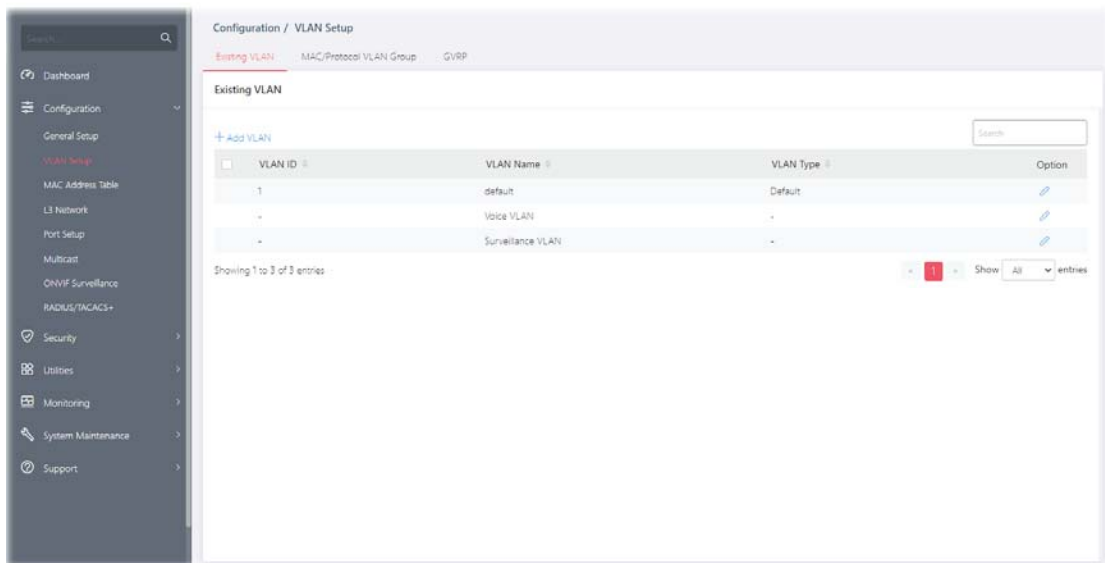 Search...
Dashboard
Configuration
General Setup
VLAN Setup
MAC Address Table
L3 Network
Port Setup
Multicast
ONVIF Surveillance
RADIUS/TACACS+
Security
Utilities
Monitoring
System Maintenance
Support
Configuration / VLAN Setup
Existing VLAN MAC/Protocol VLAN Group GVRP
Existing VLAN
+ Add VLAN Search
VLAN ID VLAN Name VLAN Type Option
1 default Default
- Voice VLAN -
- Surveillance VLAN -
Showing 1 to 3 of 3 entries « 1 » Show All entries